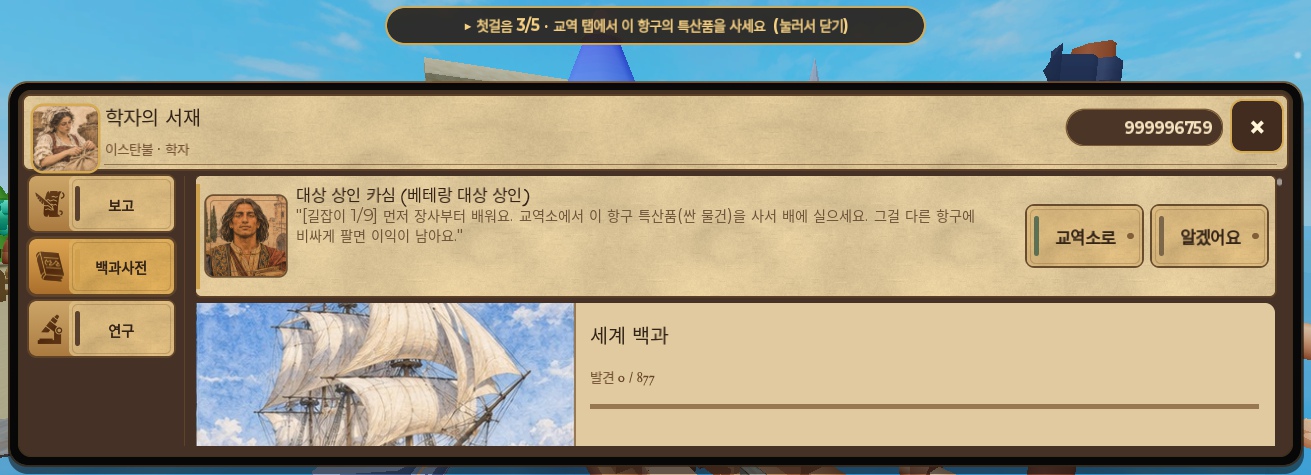 ▸ 첫걸음 3/5 · 교역 탭에서 이 항구의 특산품을 사세요 (눌러서 닫기)
학자의 서재
이스탄불 · 학자
999996759
×
보고
백과사전
연구
대상 상인 카심 (베테랑 대상 상인)
"[길잡이 1/9] 먼저 장사부터 배워요. 교역소에서 이 항구 특산품(싼 물건)을 사서 배에 실으세요. 그걸 다른 항구에
비싸게 팔면 이익이 남아요."
교역소로
알겠어요
세계 백과
발견 0 / 877